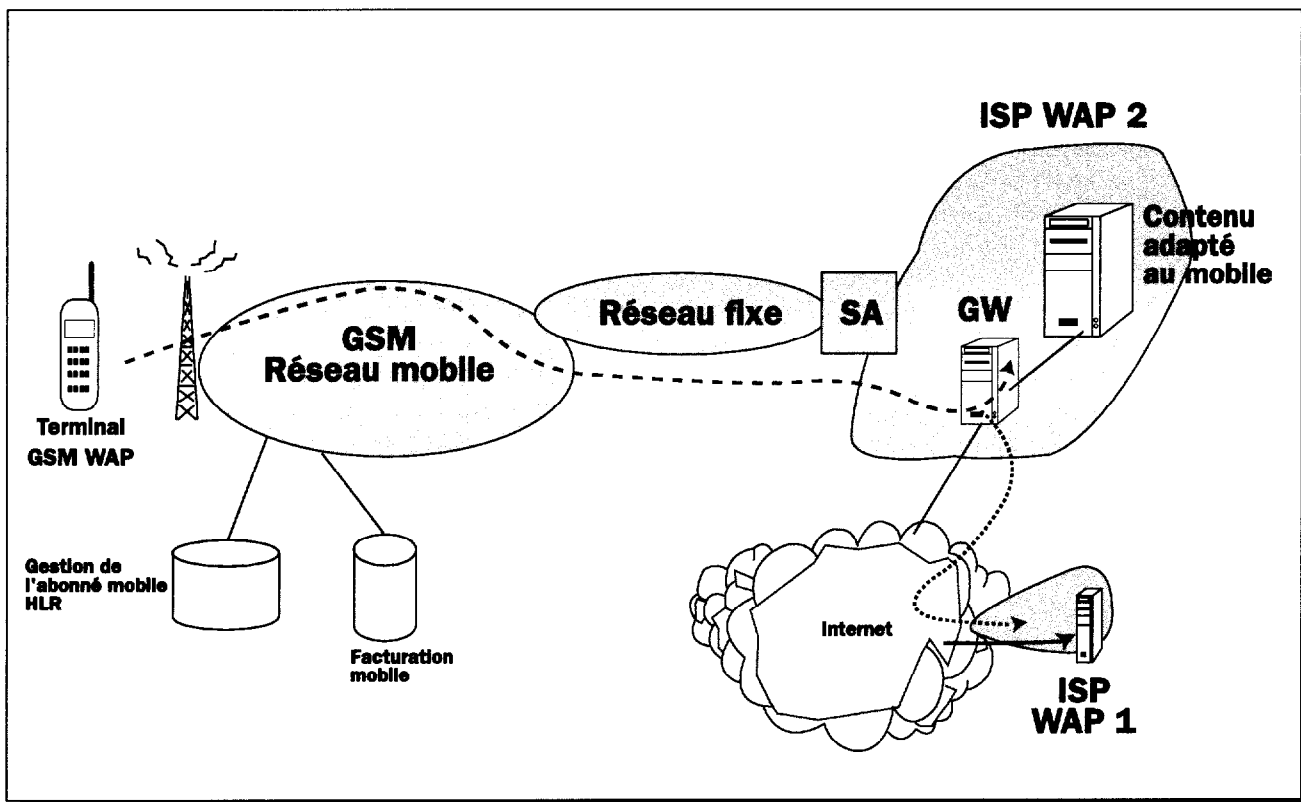 ISP WAP 2
Contenu
adapté
au mobile
GW
SA
Réseau fixe
GSM
Réseau mobile
Terminal
GSM WAP
Gestion de
l'abonné mobile
HLR
Facturation
mobile
Internet
ISP
WAP 1